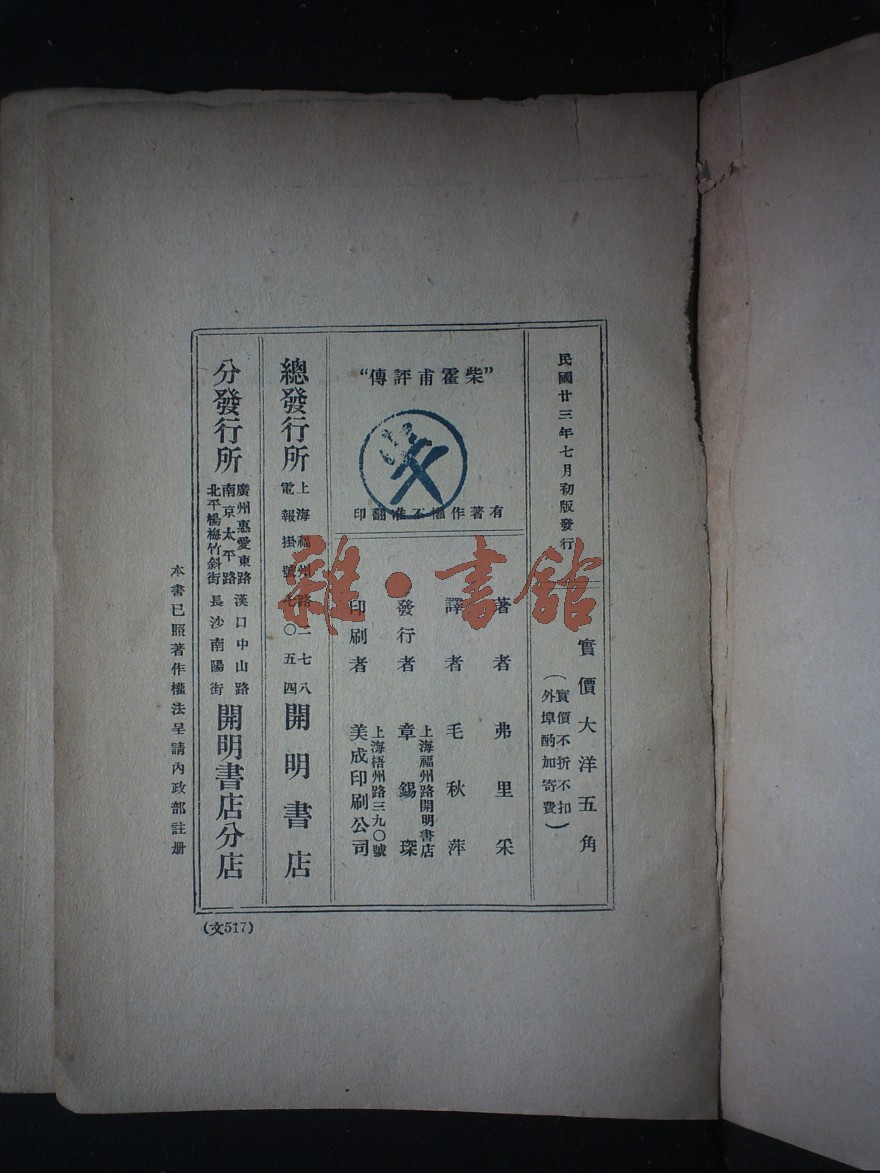 民國廿三年七月初版發行
實價大洋五角
(實價不折不扣
外埠酌加寄費)
"柴霍甫評傳"
有著作權不准翻印
著者 弗里采
譯者 毛秋萍
上海福州路開明書店
發行者 章錫琛
上海梧州路三九〇號
印刷者 美成印刷公司
總發行所 上海福州路二七八
電報掛號七〇五四 開明書店
分發行所 廣州惠愛東路 漢口中山路
南京太平路
北平楊梅竹斜街 長沙南陽街 開明書店分店
本書已照著作權法呈請內政部註冊
(文517)
雜·書館